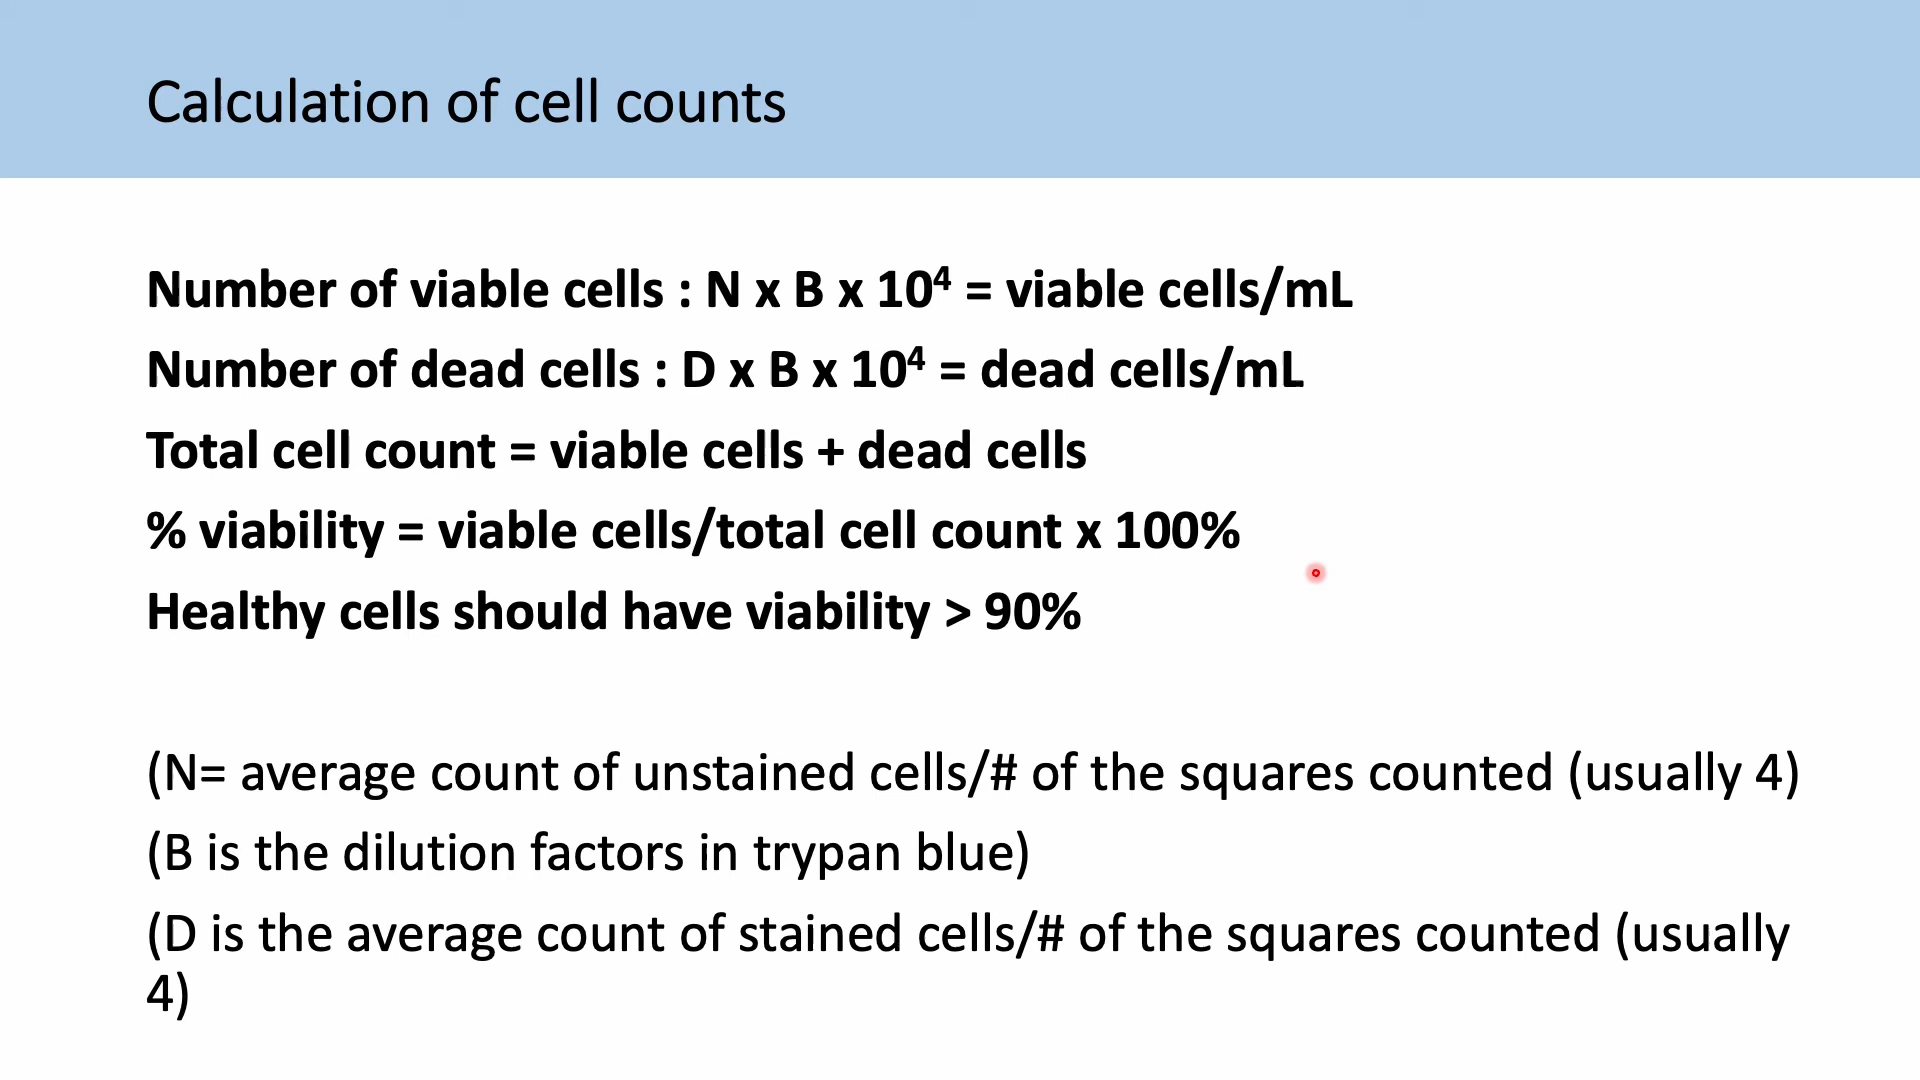 Calculation of cell counts
Number of viable cells : N x B x 10⁴ = viable cells/mL
Number of dead cells : D x B x 10⁴ = dead cells/mL
Total cell count = viable cells + dead cells
% viability = viable cells/total cell count x 100%
Healthy cells should have viability > 90%
(N= average count of unstained cells/# of the squares counted (usually 4)
(B is the dilution factors in trypan blue)
(D is the average count of stained cells/# of the squares counted (usually
4)